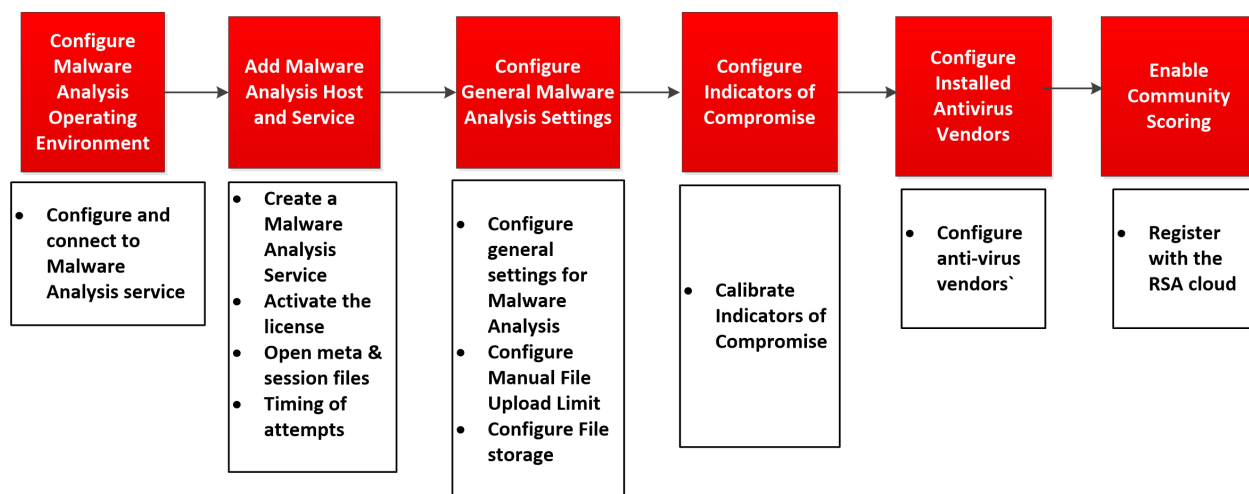 Configure
Malware
Analysis
Operating
Environment
Add Malware
Analysis Host
and Service
Configure
General Malware
Analysis Settings
Configure
Indicators of
Compromise
Configure
Installed
Antivirus
Vendors
Enable
Community
Scoring
• Configure and
connect to
Malware
Analysis service
• Create a
Malware
Analysis
Service
• Activate the
license
• Open meta &
session files
• Timing of
attempts
• Configure
general
settings for
Malware
Analysis
• Configure
Manual File
Upload Limit
• Configure File
storage
• Calibrate
Indicators of
Compromise
• Configure
anti-virus
vendors`
• Register
with the
RSA cloud